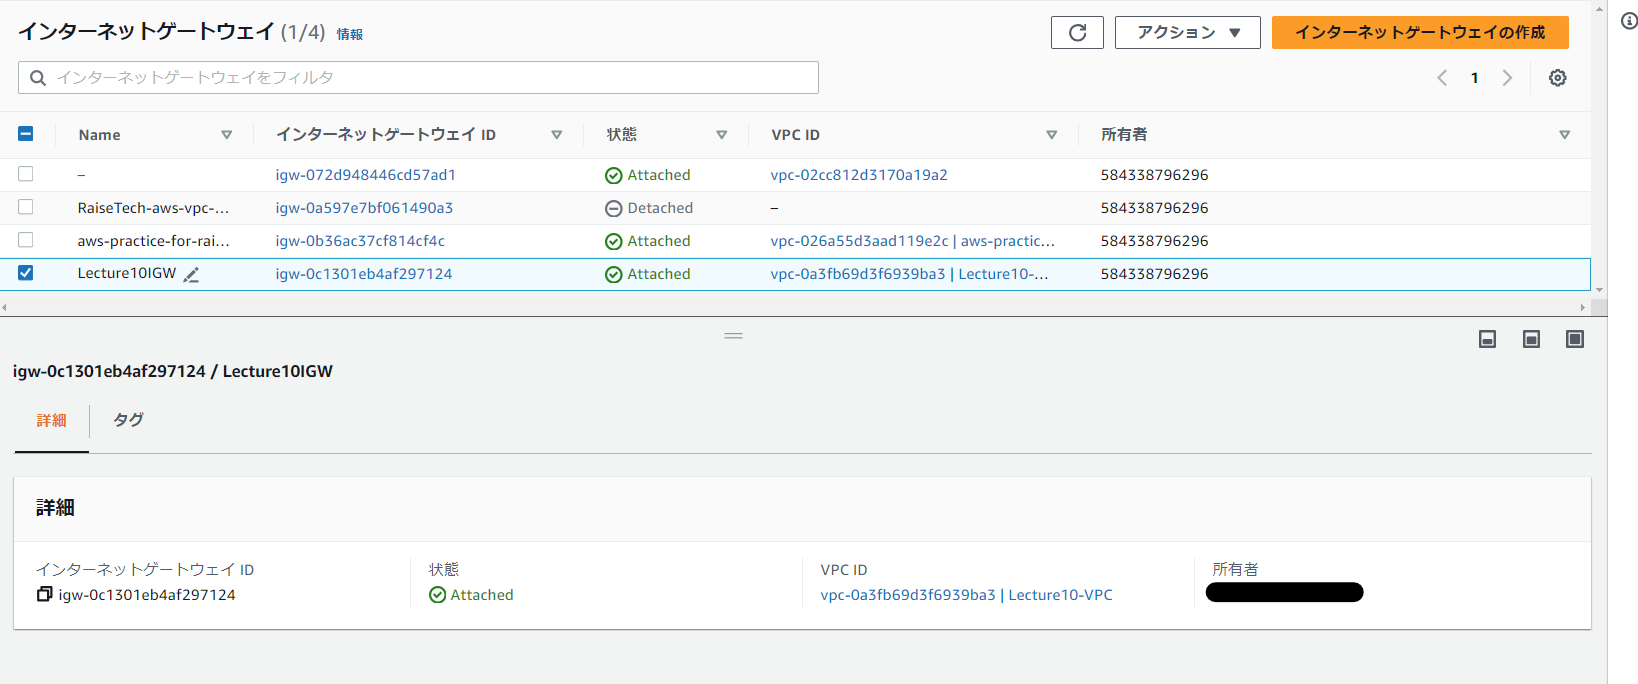 インターネットゲートウェイ (1/4) 情報
アクション ▼
インターネットゲートウェイの作成
インターネットゲートウェイをフィルタ
1
Name インターネットゲートウェイ ID 状態 VPC ID 所有者
– igw-072d948446cd57ad1 Attached vpc-02cc812d3170a19a2 584338796296
RaiseTech-aws-vpc-... igw-0a597e7bf061490a3 Detached – 584338796296
aws-practice-for-rai... igw-0b36ac37cf814cf4c Attached vpc-026a55d3aad119e2c | aws-practic... 584338796296
Lecture10IGW igw-0c1301eb4af297124 Attached vpc-0a3fb69d3f6939ba3 | Lecture10-... 584338796296
igw-0c1301eb4af297124 / Lecture10IGW
詳細 タグ
詳細
インターネットゲートウェイ ID 状態 VPC ID 所有者
igw-0c1301eb4af297124 Attached vpc-0a3fb69d3f6939ba3 | Lecture10-VPC